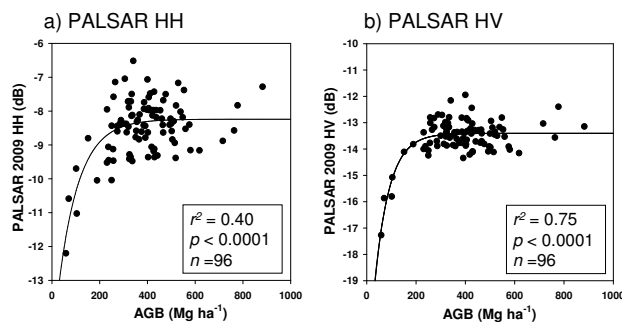 a) PALSAR HH
-6
-7
-8
-9
-10
-11
-12
-13
PALSAR 2009 HH (dB)
0 200 400 600 800 1000
AGB (Mg ha⁻¹)
r² = 0.40
p < 0.0001
n =96
b) PALSAR HV
-10
-11
-12
-13
-14
-15
-16
-17
-18
-19
PALSAR 2009 HV (dB)
0 200 400 600 800 1000
AGB (Mg ha⁻¹)
r² = 0.75
p < 0.0001
n =96